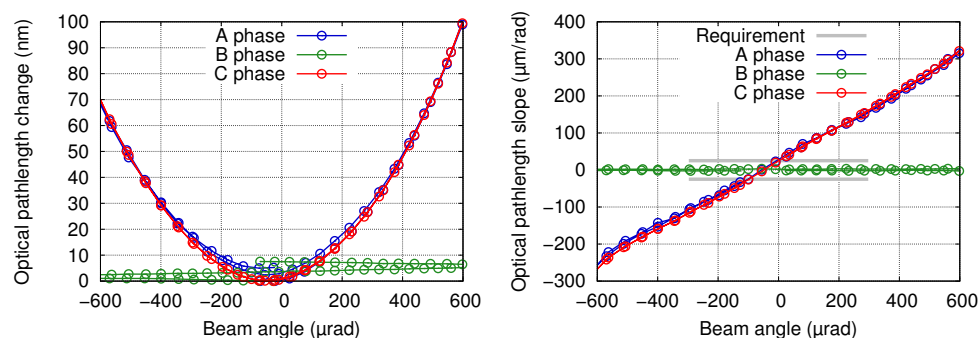 Optical pathlength change (nm)
100
90
80
70
60
50
40
30
20
10
0
A phase
B phase
C phase
−600 −400 −200 0 200 400 600
Beam angle (μrad)
Optical pathlength slope (μm/rad)
400
300
200
100
0
−100
−200
−300
Requirement
A phase
B phase
C phase
−600 −400 −200 0 200 400 600
Beam angle (μrad)